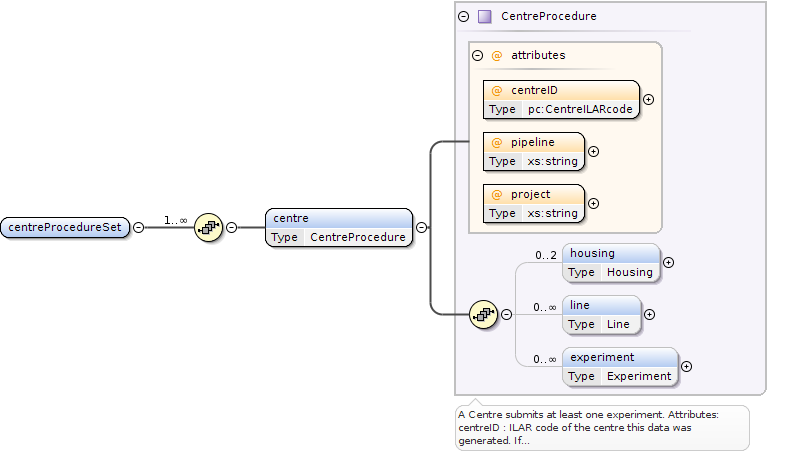 CentreProcedure
@ attributes
@ centreID
Type pc:CentreILARcode
@ pipeline
Type xs:string
@ project
Type xs:string
centreProcedureSet
1..∞
centre
Type CentreProcedure
0..2
housing
Type Housing
0..∞
line
Type Line
0..∞
experiment
Type Experiment
A Centre submits at least one experiment. Attributes:
centreID : ILAR code of the centre this data was
generated. If...